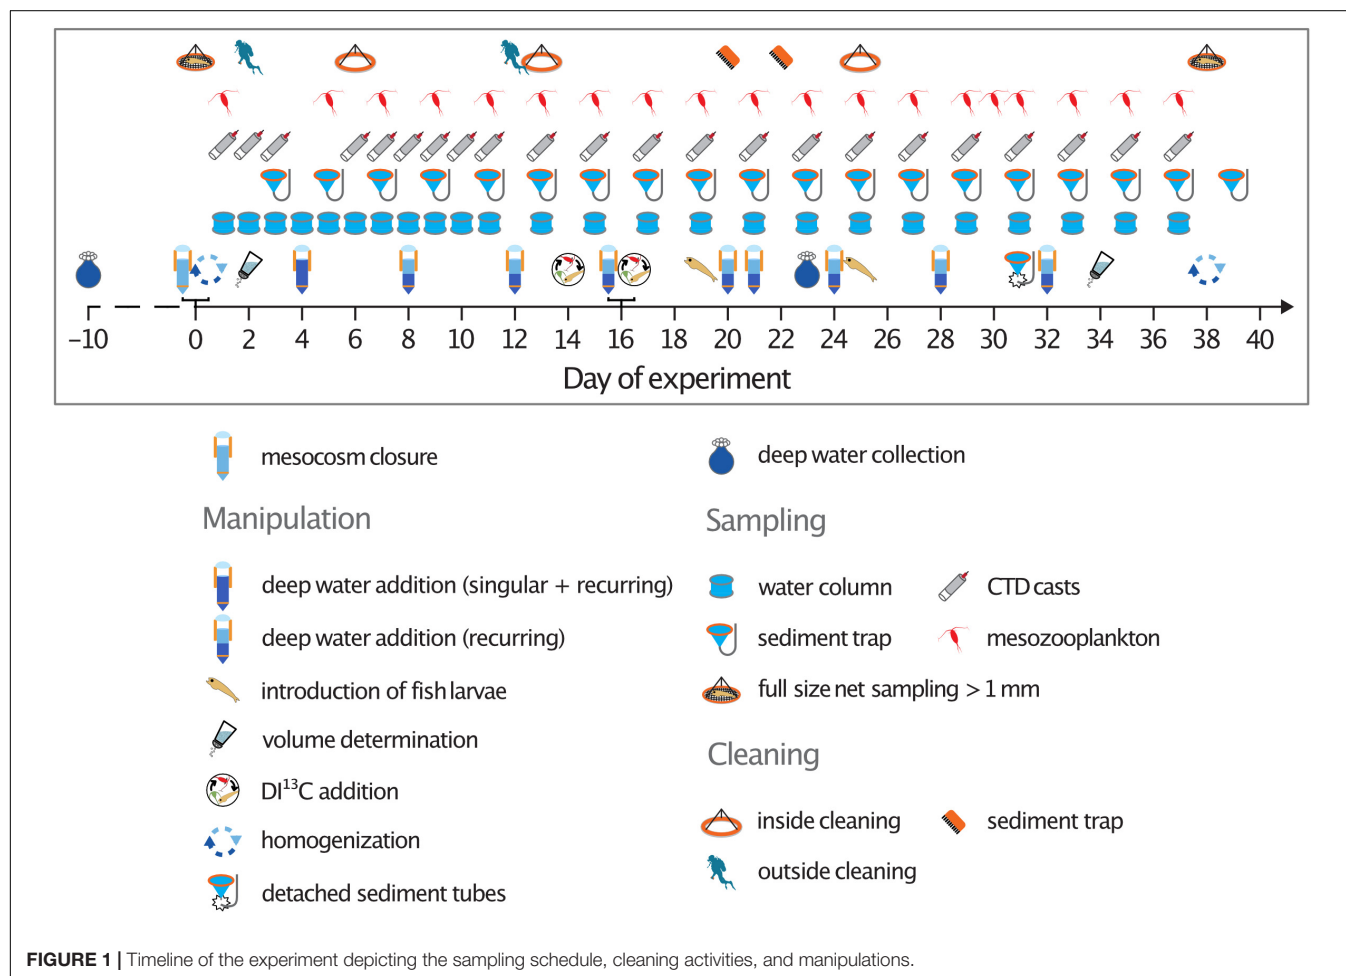 −10 0 2 4 6 8 10 12 14 16 18 20 22 24 26 28 30 32 34 36 38 40
Day of experiment
mesocosm closure
deep water collection
Manipulation
deep water addition (singular + recurring)
deep water addition (recurring)
introduction of fish larvae
volume determination
DI¹³C addition
homogenization
detached sediment tubes
Sampling
water column
CTD casts
sediment trap
mesozooplankton
full size net sampling > 1 mm
Cleaning
inside cleaning
sediment trap
outside cleaning
FIGURE 1 | Timeline of the experiment depicting the sampling schedule, cleaning activities, and manipulations.